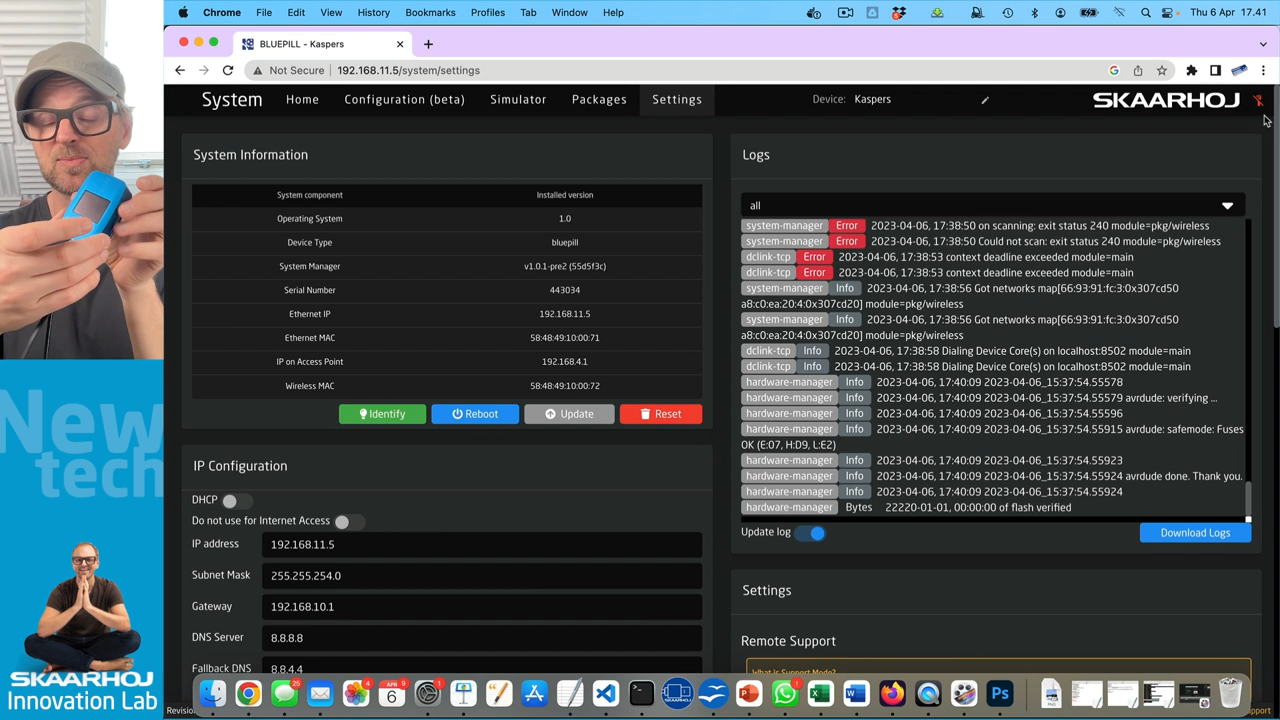 Chrome File Edit View History Bookmarks Profiles Tab Window Help Thu 6 Apr 17.41
BLUEPILL - Kaspers
Not Secure 192.168.11.5/system/settings
System Home Configuration (beta) Simulator Packages Settings Device: Kaspers SKAARHOJ
System Information
System component Installed version
Operating System 1.0
Device Type bluepill
System Manager v1.0.1-pre2 (55d5f3c)
Serial Number 443034
Ethernet IP 192.168.11.5
Ethernet MAC 58:48:49:10:00:71
IP on Access Point 192.168.4.1
Wireless MAC 58:48:49:10:00:72
Identify Reboot Update Reset
IP Configuration
DHCP
Do not use for Internet Access
IP address 192.168.11.5
Subnet Mask 255.255.254.0
Gateway 192.168.10.1
DNS Server 8.8.8.8
Fallback DNS 8.8.4.4
Logs
all
system-manager Error 2023-04-06, 17:38:50 on scanning: exit status 240 module=pkg/wireless
system-manager Error 2023-04-06, 17:38:50 Could not scan: exit status 240 module=pkg/wireless
dclink-tcp Error 2023-04-06, 17:38:53 context deadline exceeded module=main
dclink-tcp Error 2023-04-06, 17:38:53 context deadline exceeded module=main
system-manager Info 2023-04-06, 17:38:56 Got networks map[66:93:91:fc:3:0x307cd50
a8:c0:ea:20:4:0x307cd20] module=pkg/wireless
system-manager Info 2023-04-06, 17:38:56 Got networks map[66:93:91:fc:3:0x307cd50
a8:c0:ea:20:4:0x307cd20] module=pkg/wireless
dclink-tcp Info 2023-04-06, 17:38:58 Dialing Device Core(s) on localhost:8502 module=main
dclink-tcp Info 2023-04-06, 17:38:58 Dialing Device Core(s) on localhost:8502 module=main
hardware-manager Info 2023-04-06, 17:40:09 2023-04-06_15:37:54.55578
hardware-manager Info 2023-04-06, 17:40:09 2023-04-06_15:37:54.55579 avrdude: verifying ...
hardware-manager Info 2023-04-06, 17:40:09 2023-04-06_15:37:54.55596
hardware-manager Info 2023-04-06, 17:40:09 2023-04-06_15:37:54.55915 avrdude: safemode: Fuses
OK (E:07, H:D9, L:E2)
hardware-manager Info 2023-04-06, 17:40:09 2023-04-06_15:37:54.55923
hardware-manager Info 2023-04-06, 17:40:09 2023-04-06_15:37:54.55924 avrdude done. Thank you.
hardware-manager Info 2023-04-06, 17:40:09 2023-04-06_15:37:54.55924
hardware-manager Bytes 22220-01-01, 00:00:00 of flash verified
Update log Download Logs
Settings
Remote Support
What is Support Mode?
New
tech
SKAARHOJ
Innovation Lab